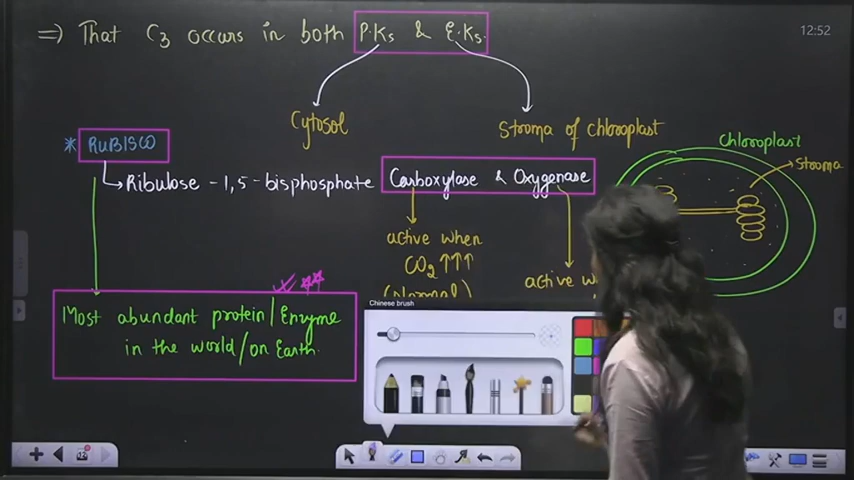 ⇒ That C3 occurs in both P.Ks & E.Ks.
12:52
Cytosol
Stroma of chloroplast
Chloroplast
Stroma
* RuBISCO
Ribulose - 1,5 - bisphosphate Carboxylase & Oxygenase
active when
CO2 ↑↑↑
(Normal)
active
Most abundant protein/Enzyme
in the world/on Earth.
Chinese brush